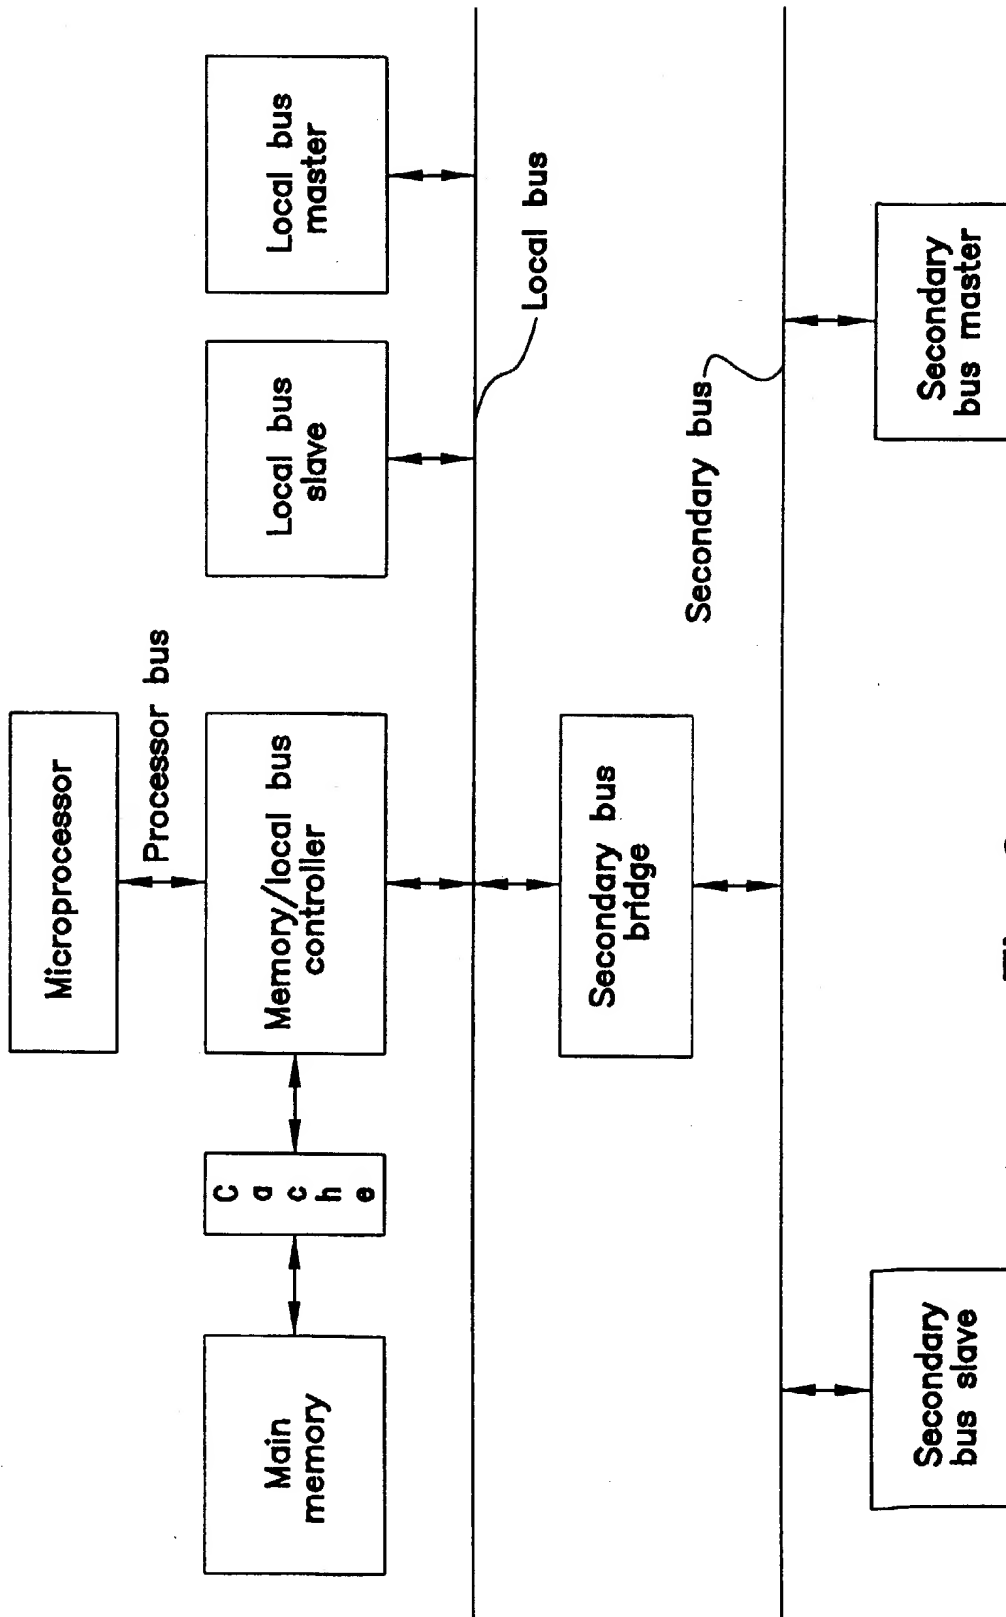 Microprocessor
Processor bus
Main
memory
C
a
c
h
e
Memory/local bus
controller
Local bus
slave
Local bus
master
Local bus
Secondary bus
bridge
Secondary bus
Secondary
bus slave
Secondary
bus master